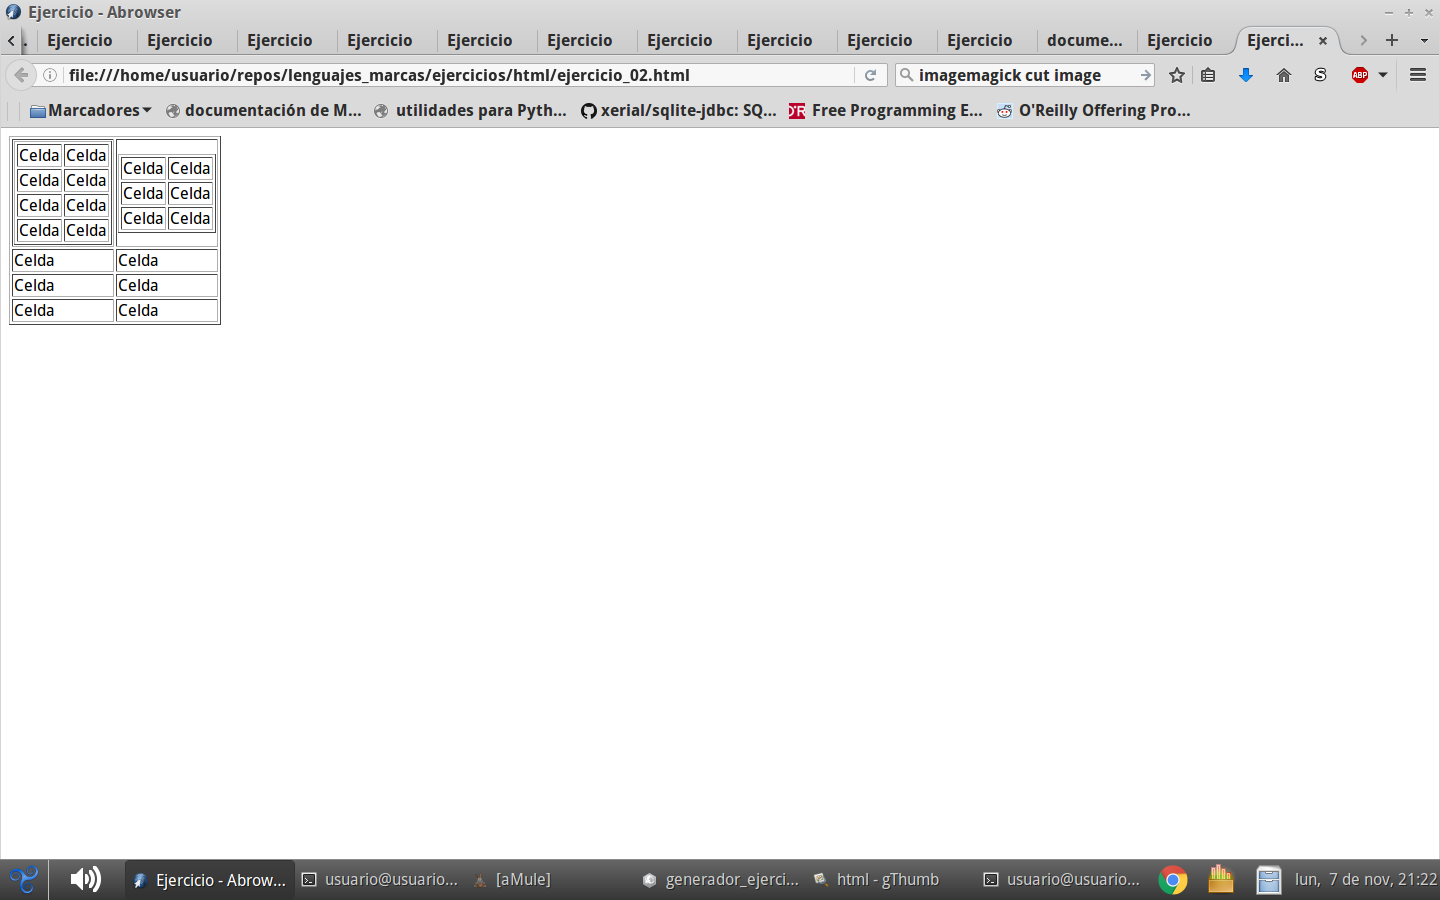 Ejercicio - Abrowser
. Ejercicio Ejercicio Ejercicio Ejercicio Ejercicio Ejercicio Ejercicio Ejercicio Ejercicio Ejercicio docume... Ejercicio Ejerci...
file:///home/usuario/repos/lenguajes_marcas/ejercicios/html/ejercicio_02.html imagemagick cut image S ABP
Marcadores documentación de M... utilidades para Pyth... xerial/sqlite-jdbc: SQ... Free Programming E... O'Reilly Offering Pro...
Celda Celda
Celda Celda
Celda Celda
Celda Celda
Celda Celda
Celda Celda
Celda Celda
Celda Celda
Celda Celda
Celda Celda
Ejercicio - Abrow... usuario@usuario... [aMule] generador_ejerci... html - gThumb usuario@usuario... lun, 7 de nov, 21:22